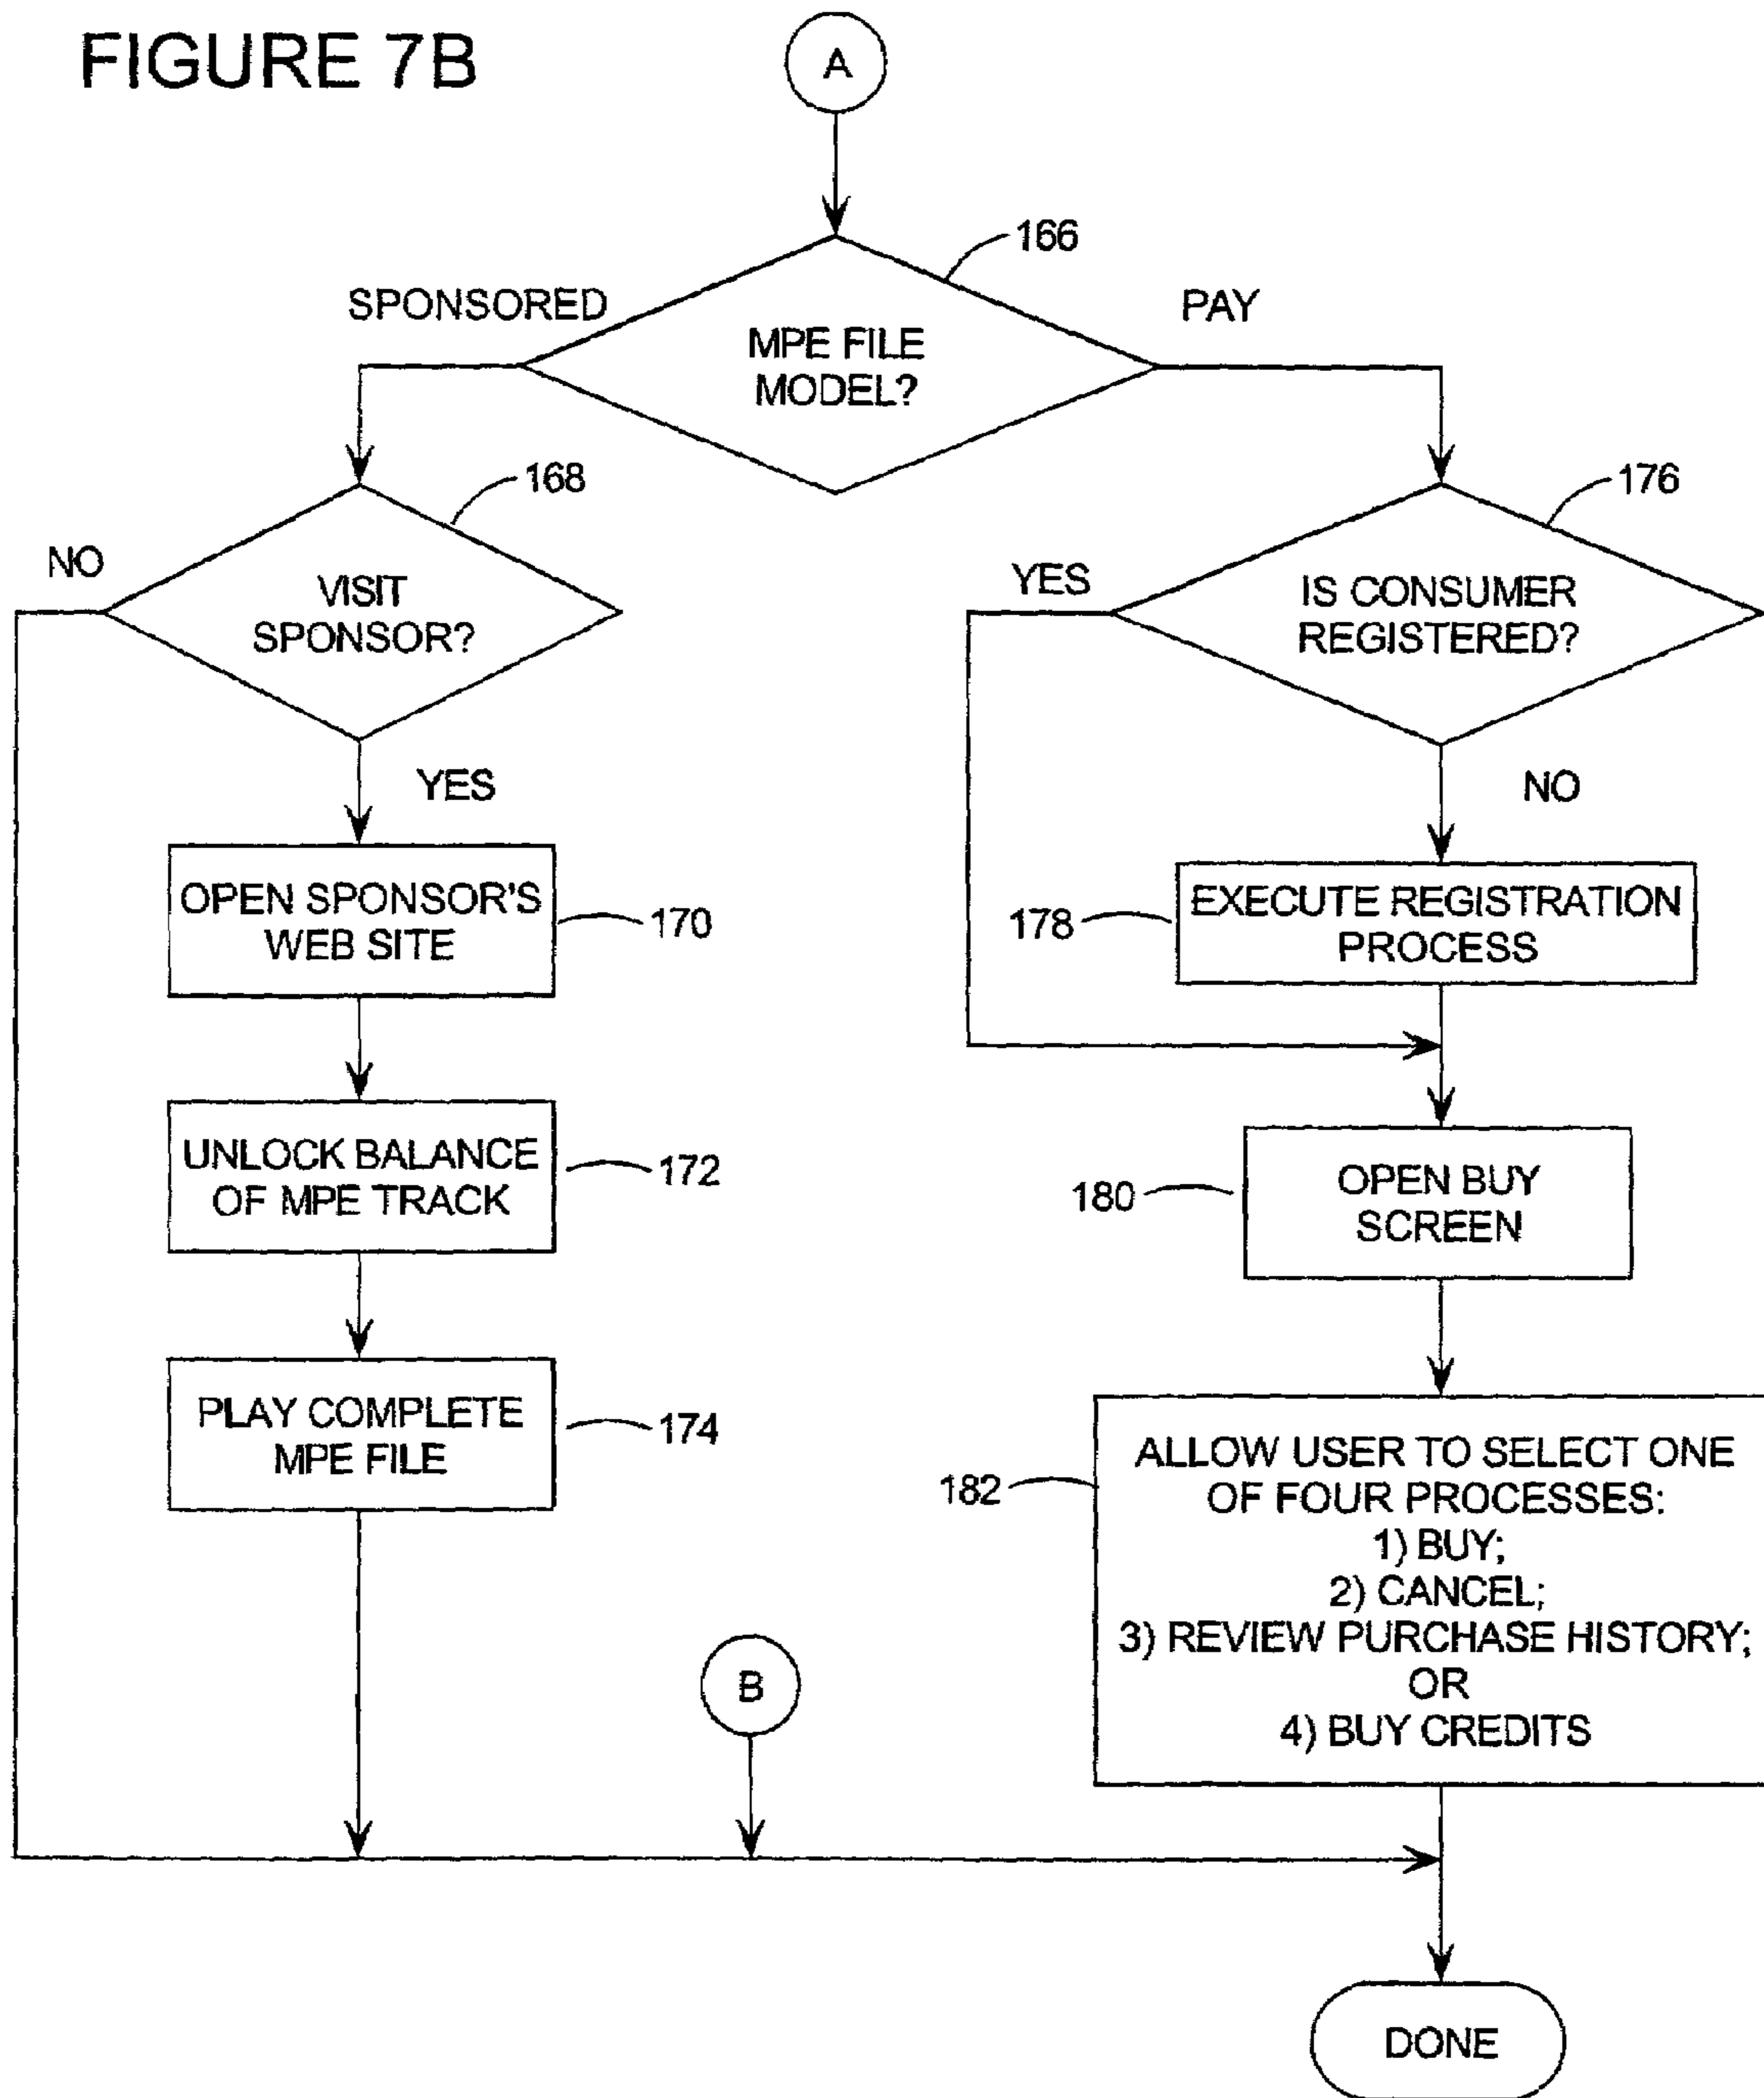 FIGURE 7B
A
166
SPONSORED
PAY
MPE FILE
MODEL?
168
176
NO
VISIT
SPONSOR?
YES
IS CONSUMER
REGISTERED?
YES
NO
OPEN SPONSOR'S
WEB SITE
170
178
EXECUTE REGISTRATION
PROCESS
UNLOCK BALANCE
OF MPE TRACK
172
180
OPEN BUY
SCREEN
PLAY COMPLETE
MPE FILE
174
182
ALLOW USER TO SELECT ONE
OF FOUR PROCESSES:
1) BUY;
2) CANCEL;
3) REVIEW PURCHASE HISTORY;
OR
4) BUY CREDITS
B
DONE